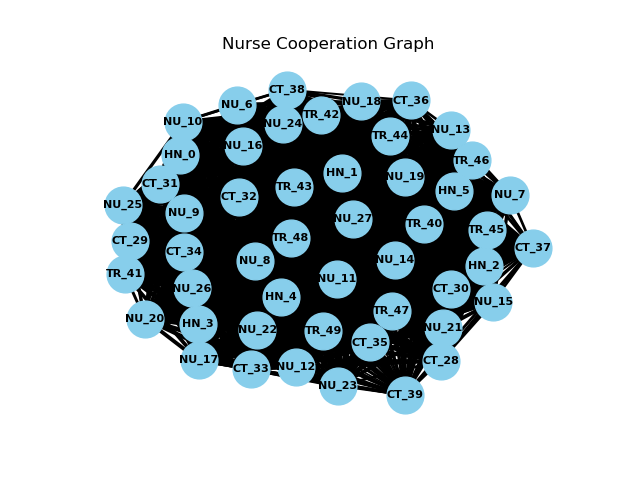 Nurse Cooperation Graph
CT_38
NU_6
NU_18
CT_36
TR_42
NU_10
NU_24
NU_13
TR_44
NU_16
HN_0
TR_46
HN_1
NU_19
CT_31
TR_43
HN_5
NU_7
CT_32
NU_25
NU_9
NU_27
TR_40
TR_45
TR_48
CT_29
CT_37
CT_34
NU_8
NU_14
HN_2
TR_41
NU_11
NU_26
CT_30
HN_4
NU_15
TR_47
NU_20
HN_3
NU_21
NU_22
TR_49
CT_35
NU_17
CT_28
CT_33
NU_12
NU_23
CT_39